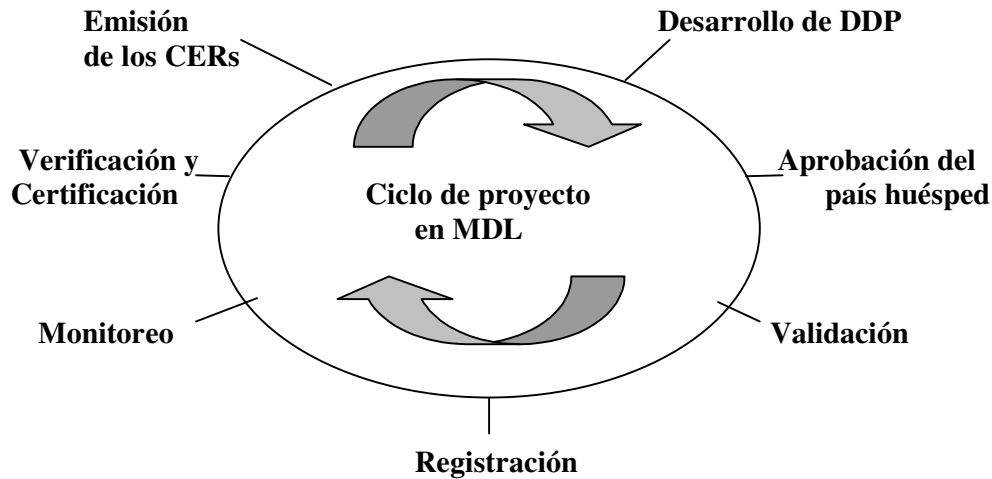 Emisión
de los CERs
Desarrollo de DDP
Verificación y
Certificación
Aprobación del
país huésped
Ciclo de proyecto
en MDL
Monitoreo
Validación
Registración